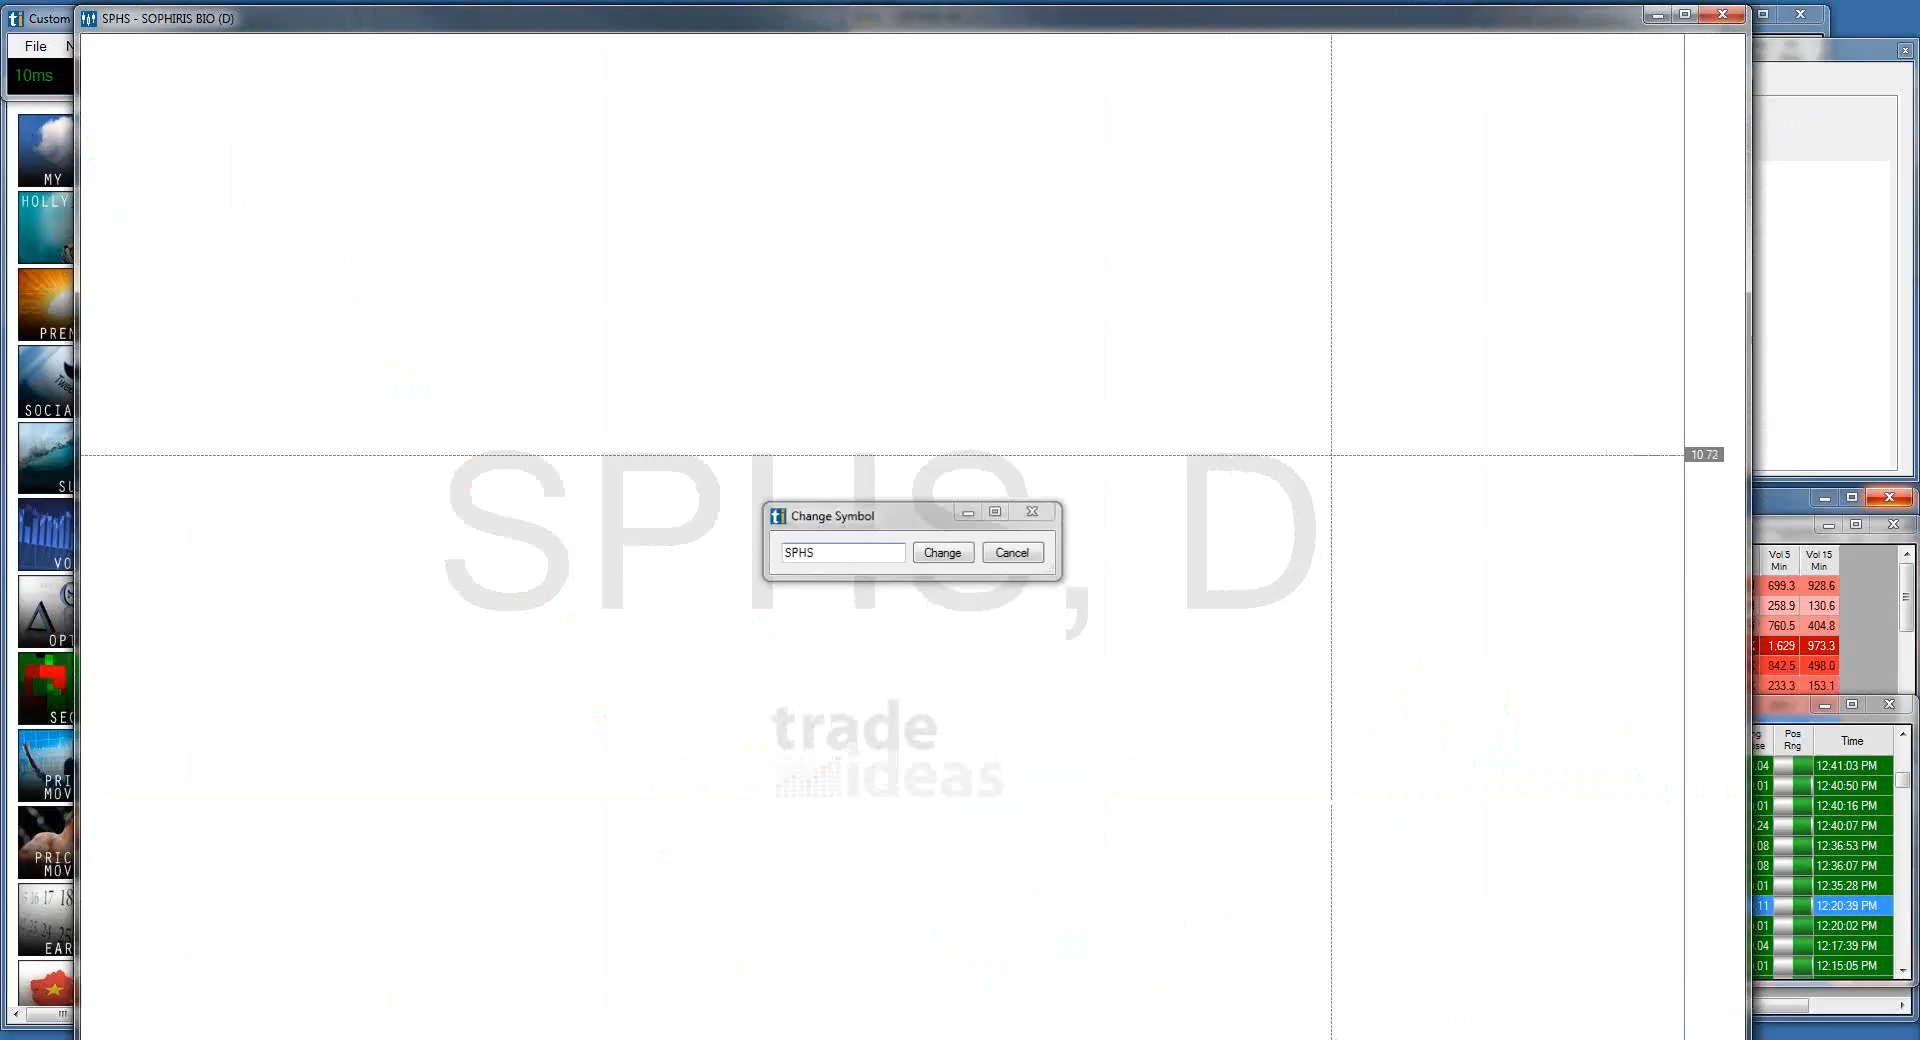 Custom
SPHS - SOPHIRIS BIO (D)
File
10ms
MY
HOLLY
SOCIA
VO
OPT
SEC
PRI
MOV
PRIC
MOV
EAR
SPHS, D
10.72
Change Symbol
SPHS
Change
Cancel
trade
ideas
Vol 5
Min
Vol 15
Min
699.3 928.6
258.9 130.6
760.5 404.8
1,629 973.3
842.5 498.0
233.3 153.1
Pos
Rng
Time
.04 12:41:03 PM
.01 12:40:50 PM
.01 12:40:16 PM
.24 12:40:07 PM
.08 12:36:53 PM
.08 12:36:07 PM
.01 12:35:28 PM
.11 12:20:39 PM
.01 12:20:02 PM
.04 12:17:39 PM
.01 12:15:05 PM